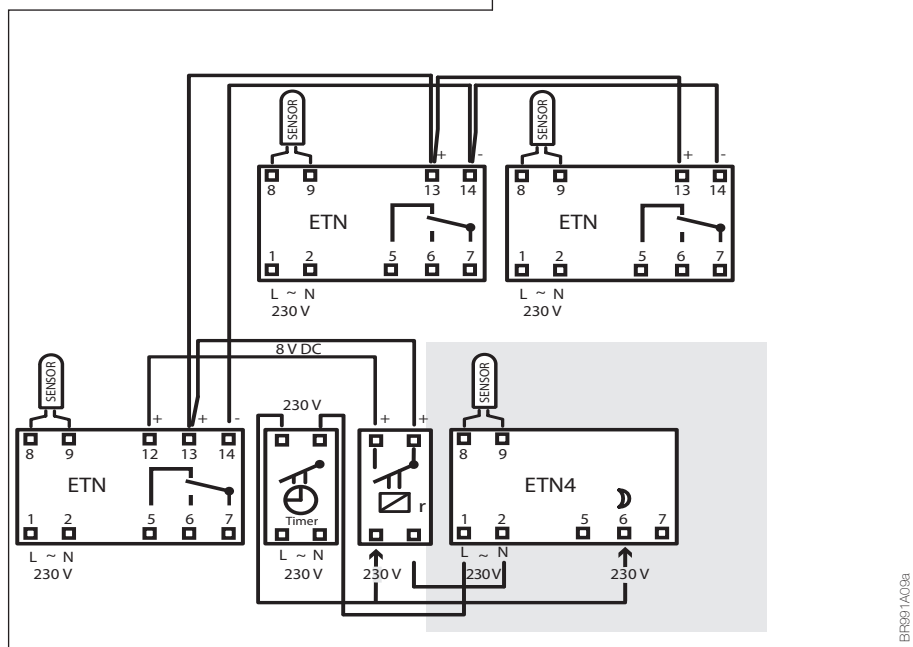 SENSOR
SENSOR
+ -
+ -
8 9 13 14
8 9 13 14
ETN
ETN
1 2 5 6 7
1 2 5 6 7
L ~ N
230 V
L ~ N
230 V
8 V DC
SENSOR
SENSOR
230 V
+ + -
+ +
8 9 12 13 14
8 9
ETN
Timer
r
ETN4
1 2 5 6 7
1 2 5 6 7
L ~ N
230 V
L ~ N
230 V
230 V
L ~ N
230 V
230 V
BR991A09a